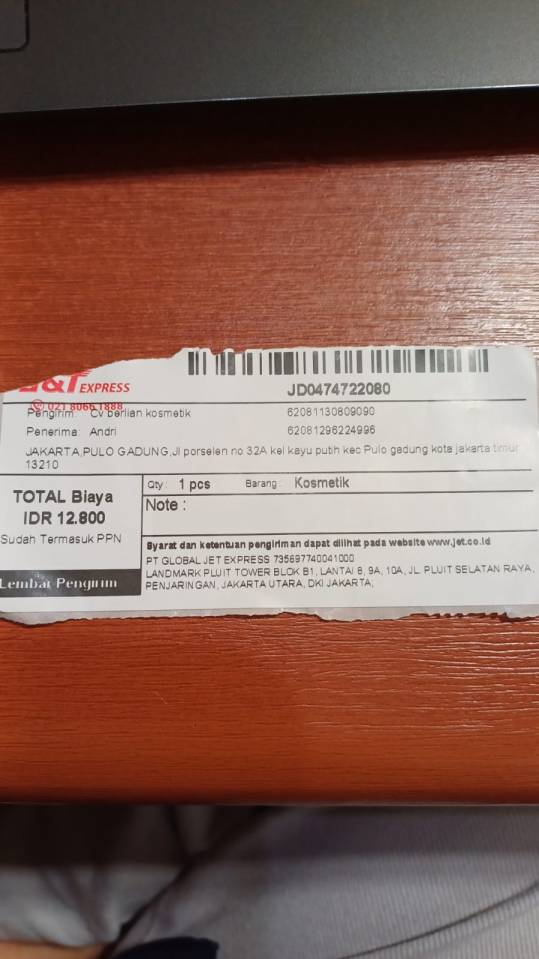 J&T EXPRESS
JD0474722080
021 8066 1888
Pengirim: Cv berlian kosmetik 62081130809090
Penerima: Andri 62081296224996
JAKARTA,PULO GADUNG,Jl porselen no 32A kel kayu putih kec Pulo gadung kota jakarta timur
13210
TOTAL Biaya
IDR 12.800
Sudah Termasuk PPN
Lembar Pengirim
Qty: 1 pcs Barang: Kosmetik
Note :
Syarat dan ketentuan pengiriman dapat dilihat pada website www.jet.co.id
PT GLOBAL JET EXPRESS 735697740041000
LANDMARK PLUIT TOWER BLOK B1, LANTAI 8, 9A, 10A, JL. PLUIT SELATAN RAYA,
PENJARINGAN, JAKARTA UTARA, DKI JAKARTA;